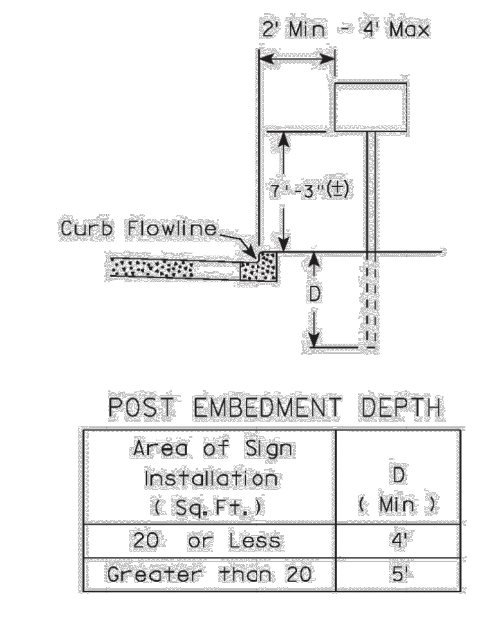 2' Min - 4' Max
7'-3"(±)
Curb Flowline
D
POST EMBEDMENT DEPTH
Area of Sign
Installation
( Sq. Ft. )
D
( Min )
20 or Less
4'
Greater than 20
5'